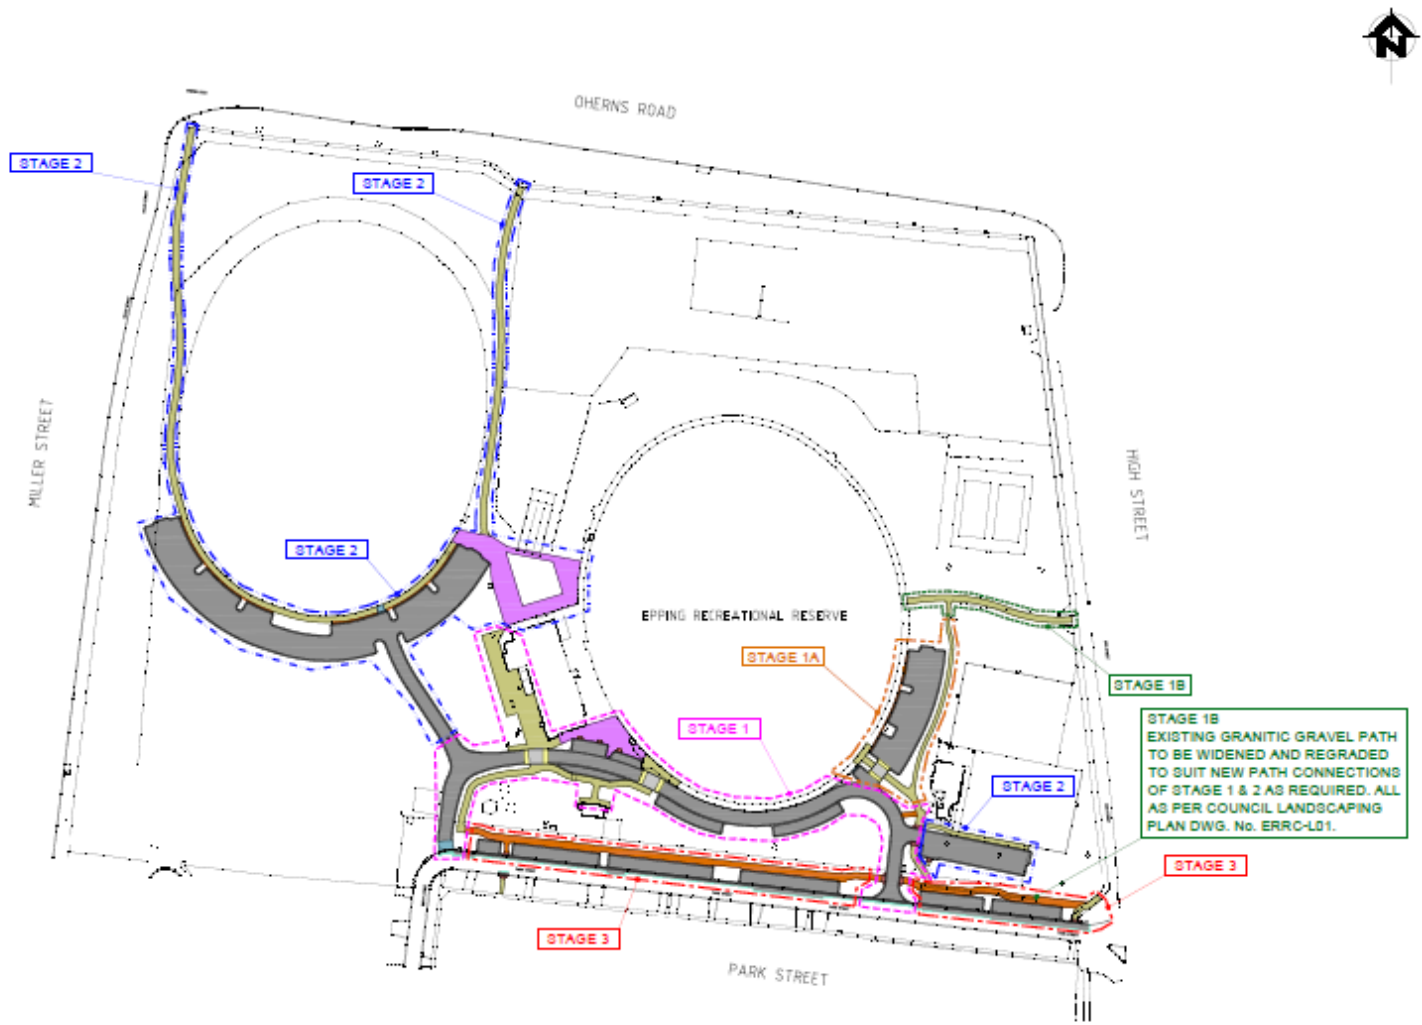 N
OHERNS ROAD
STAGE 2
STAGE 2
MILLER STREET
HIGH STREET
STAGE 2
EPPING RECREATIONAL RESERVE
STAGE 1A
STAGE 1B
STAGE 1
STAGE 1B
EXISTING GRANITIC GRAVEL PATH
TO BE WIDENED AND REGRADED
TO SUIT NEW PATH CONNECTIONS
OF STAGE 1 & 2 AS REQUIRED. ALL
AS PER COUNCIL LANDSCAPING
PLAN DWG. No. ERRC-L01.
STAGE 2
STAGE 3
STAGE 3
PARK STREET